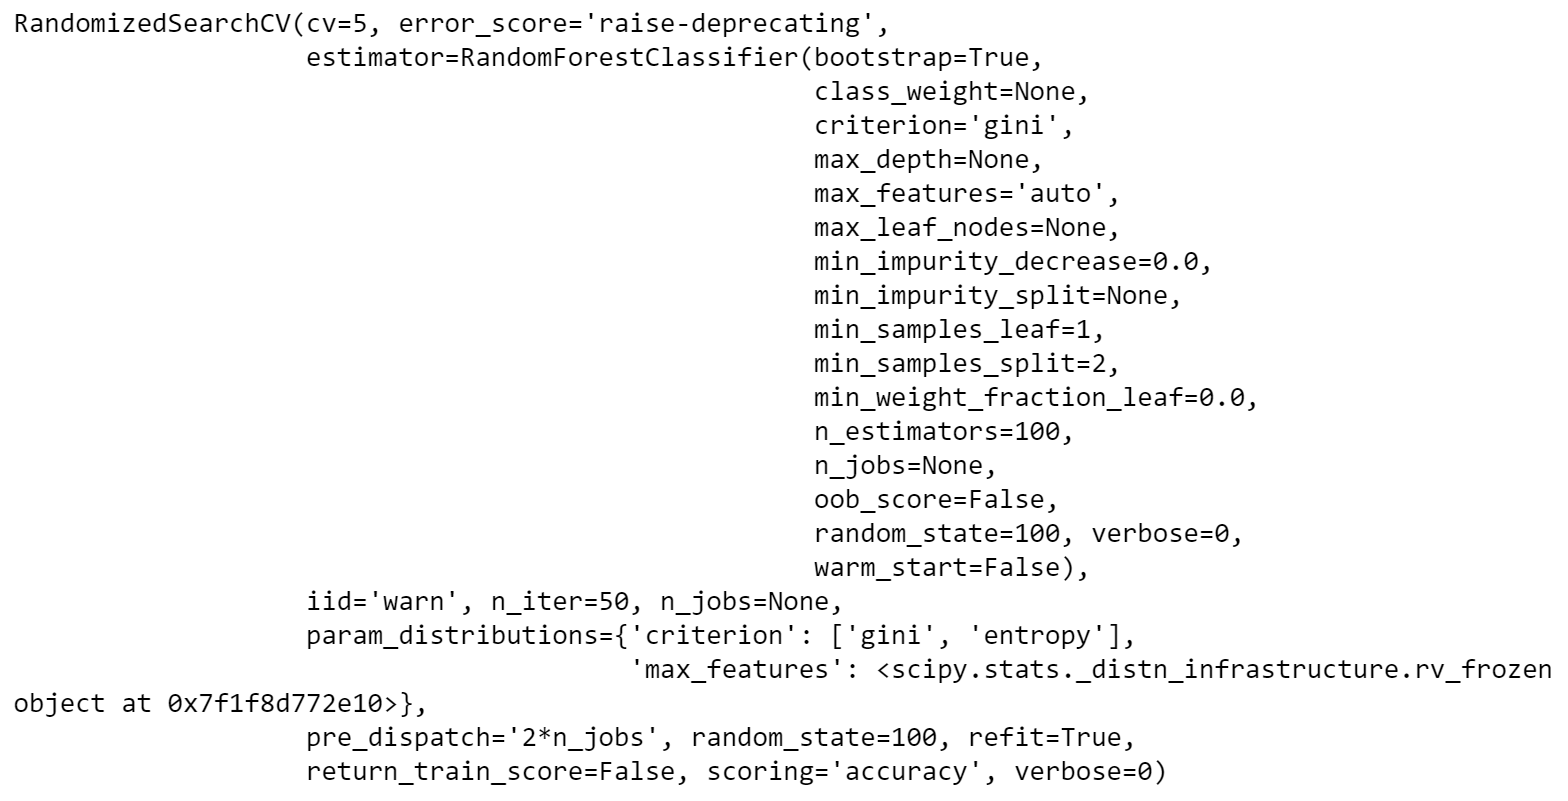 RandomizedSearchCV(cv=5, error_score='raise-deprecating',
                   estimator=RandomForestClassifier(bootstrap=True,
                                                    class_weight=None,
                                                    criterion='gini',
                                                    max_depth=None,
                                                    max_features='auto',
                                                    max_leaf_nodes=None,
                                                    min_impurity_decrease=0.0,
                                                    min_impurity_split=None,
                                                    min_samples_leaf=1,
                                                    min_samples_split=2,
                                                    min_weight_fraction_leaf=0.0,
                                                    n_estimators=100,
                                                    n_jobs=None,
                                                    oob_score=False,
                                                    random_state=100, verbose=0,
                                                    warm_start=False),
                   iid='warn', n_iter=50, n_jobs=None,
                   param_distributions={'criterion': ['gini', 'entropy'],
                                        'max_features': <scipy.stats._distn_infrastructure.rv_frozen
object at 0x7f1f8d772e10>},
                   pre_dispatch='2*n_jobs', random_state=100, refit=True,
                   return_train_score=False, scoring='accuracy', verbose=0)